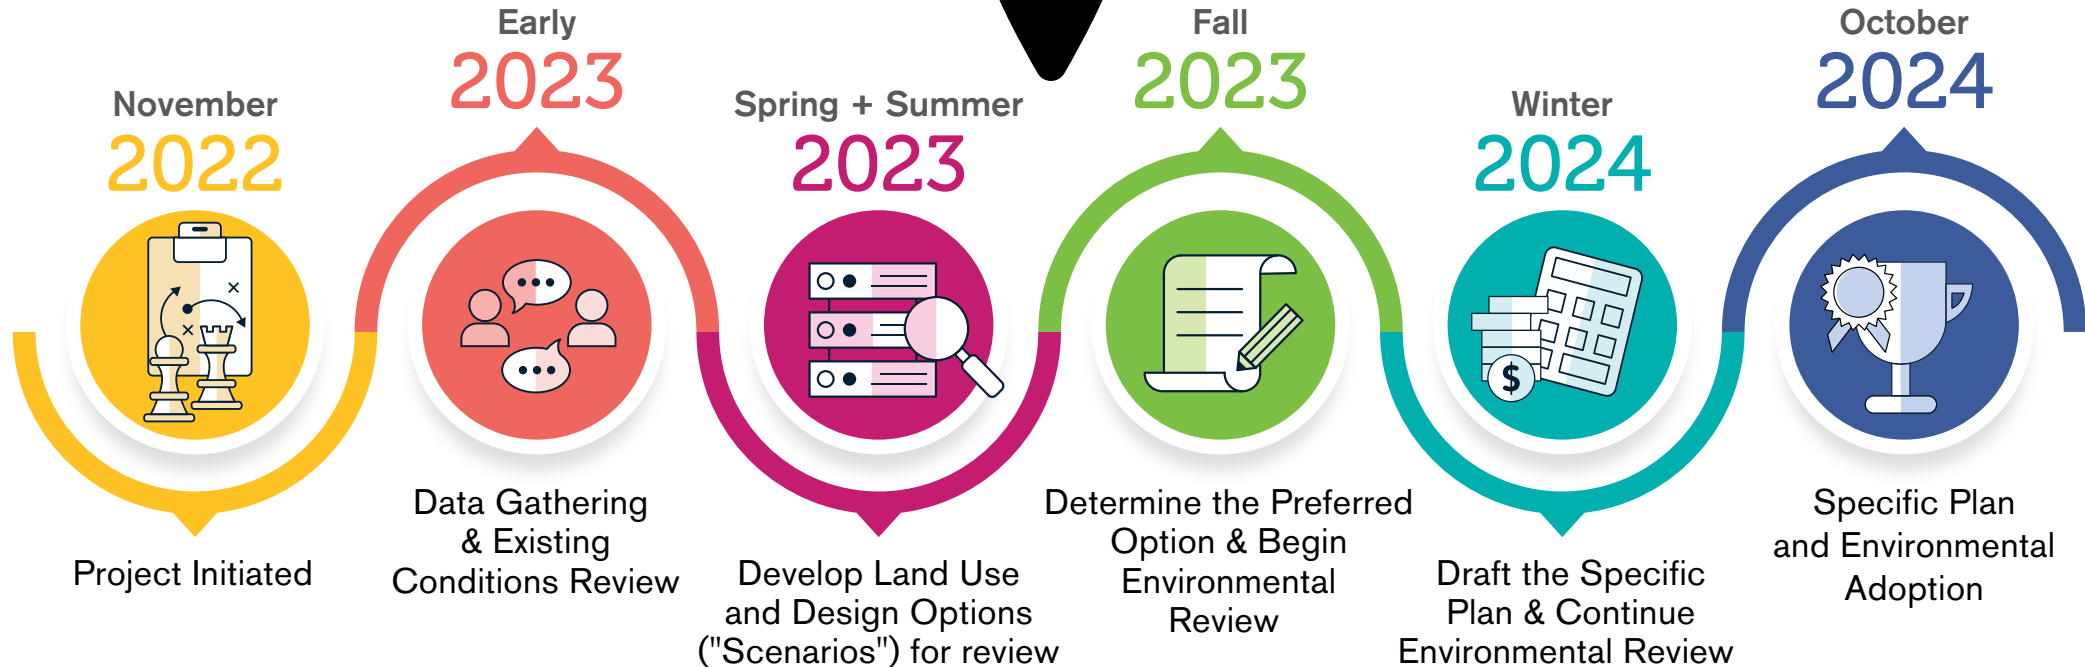 November
2022
Project Initiated
Early
2023
Data Gathering
& Existing
Conditions Review
Spring + Summer
2023
Develop Land Use
and Design Options
("Scenarios") for review
Fall
2023
Determine the Preferred
Option & Begin
Environmental
Review
Winter
2024
$
Draft the Specific
Plan & Continue
Environmental Review
October
2024
Specific Plan
and Environmental
Adoption